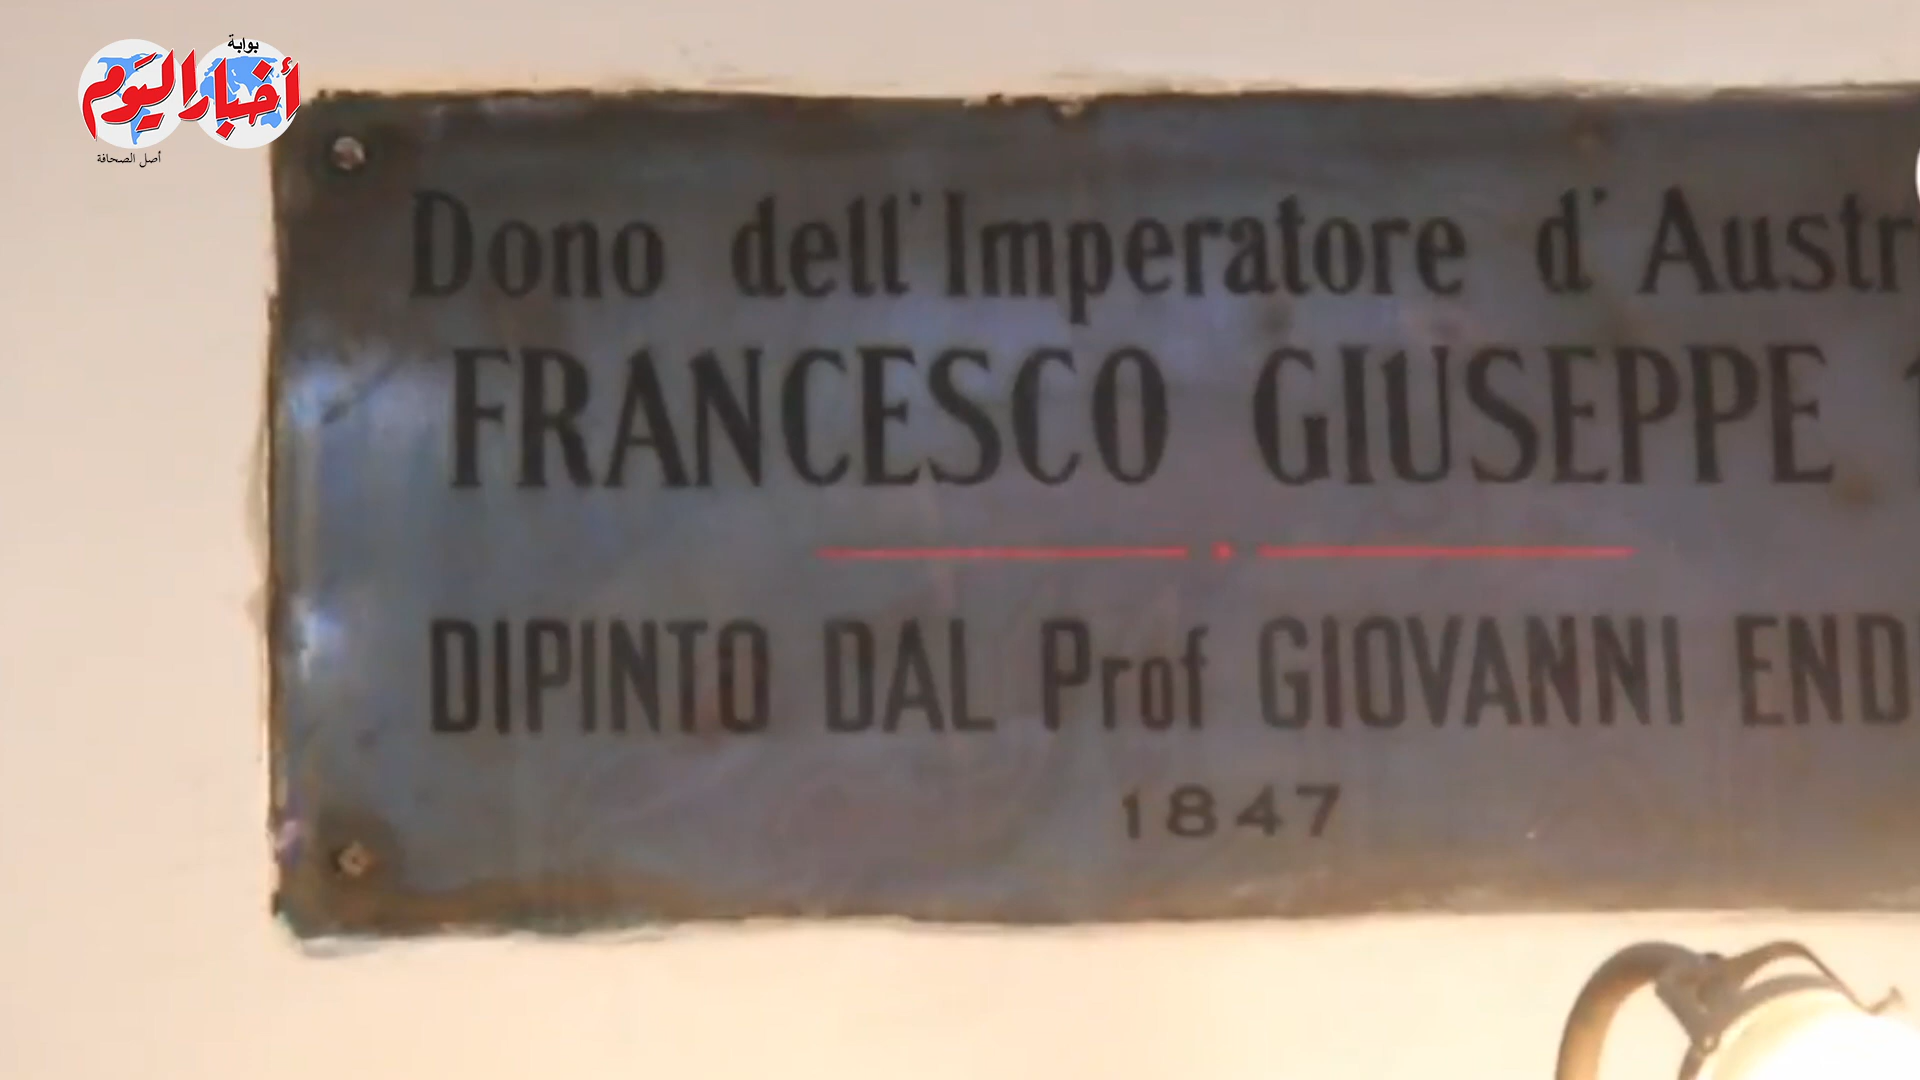 بوابة
أخبار اليوم
أصل الصحافة
Dono dell'Imperatore d'Austr
FRANCESCO GIUSEPPE
DIPINTO DAL Prof GIOVANNI END
1847